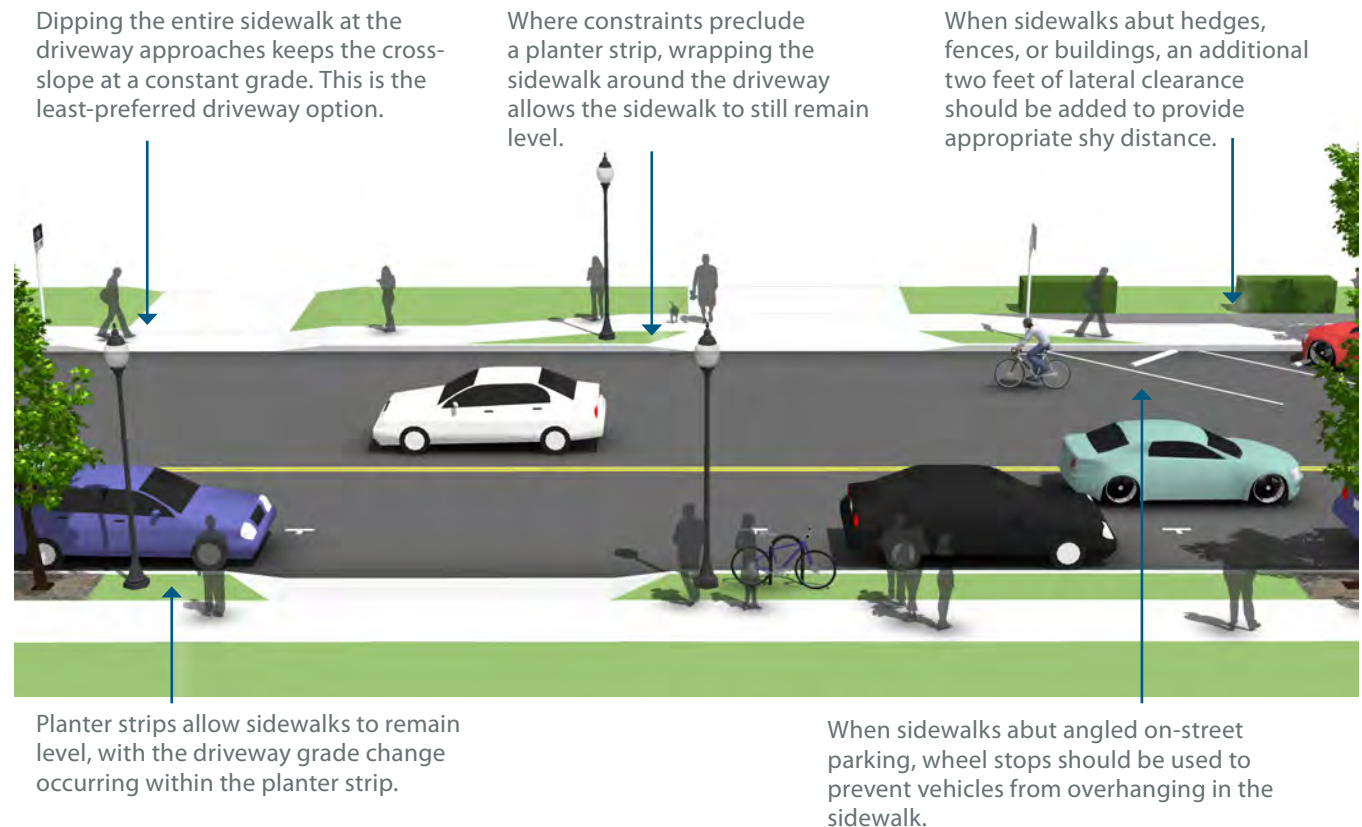 Dipping the entire sidewalk at the
driveway approaches keeps the cross-
slope at a constant grade. This is the
least-preferred driveway option.
Where constraints preclude
a planter strip, wrapping the
sidewalk around the driveway
allows the sidewalk to still remain
level.
When sidewalks abut hedges,
fences, or buildings, an additional
two feet of lateral clearance
should be added to provide
appropriate shy distance.
Planter strips allow sidewalks to remain
level, with the driveway grade change
occurring within the planter strip.
When sidewalks abut angled on-street
parking, wheel stops should be used to
prevent vehicles from overhanging in the
sidewalk.